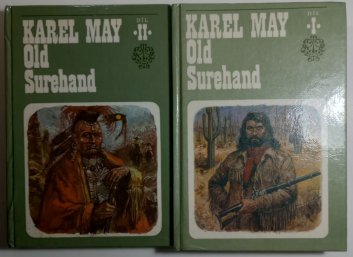 KAREL MAY
DÍL
·II·
Old
Surehand
KAREL MAY
DÍL
·I·
Old
Surehand